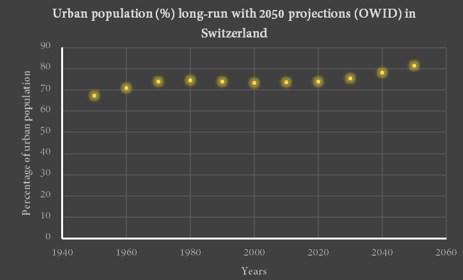 Urban population (%) long-run with 2050 projections (OWID) in
Switzerland
90
80
70
60
50
40
30
20
10
0
Percentage of urban population
1940 1960 1980 2000 2020 2040 2060
Years